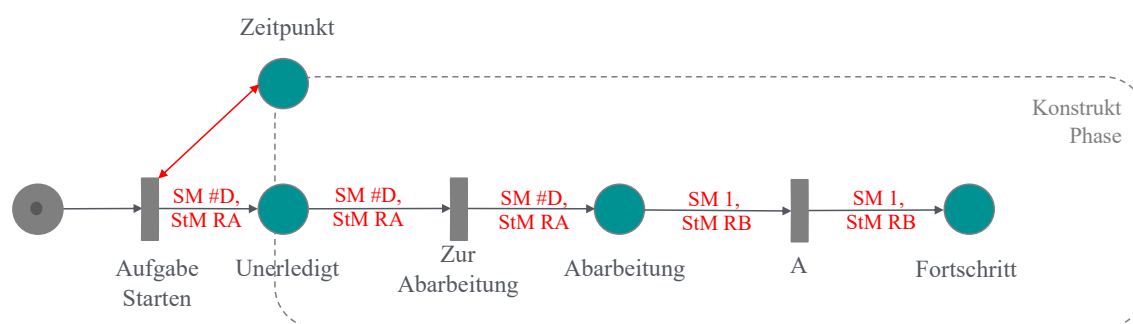 Zeitpunkt
Konstrukt
Phase
SM #D,
StM RA
SM #D,
StM RA
SM #D,
StM RA
SM 1,
StM RB
SM 1,
StM RB
Aufgabe
Starten
Unerledigt
Zur
Abarbeitung
Abarbeitung
A
Fortschritt